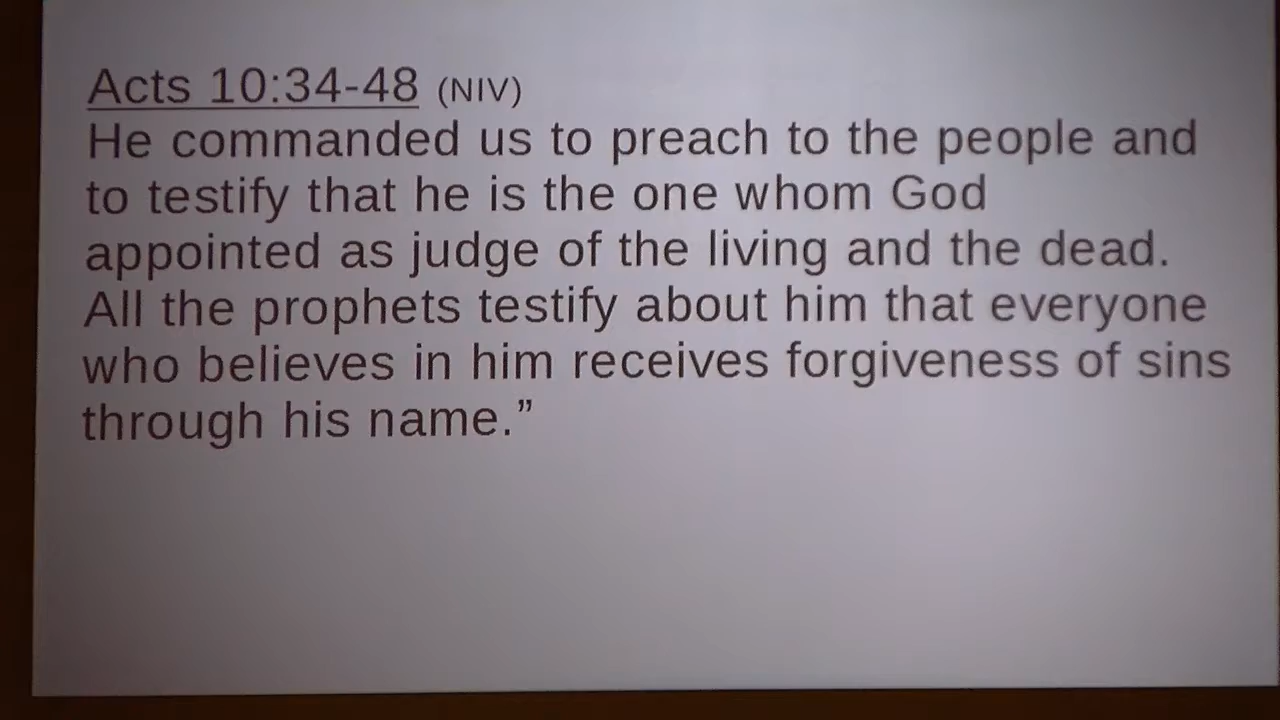 Acts 10:34-48 (NIV)
He commanded us to preach to the people and
to testify that he is the one whom God
appointed as judge of the living and the dead.
All the prophets testify about him that everyone
who believes in him receives forgiveness of sins
through his name.”